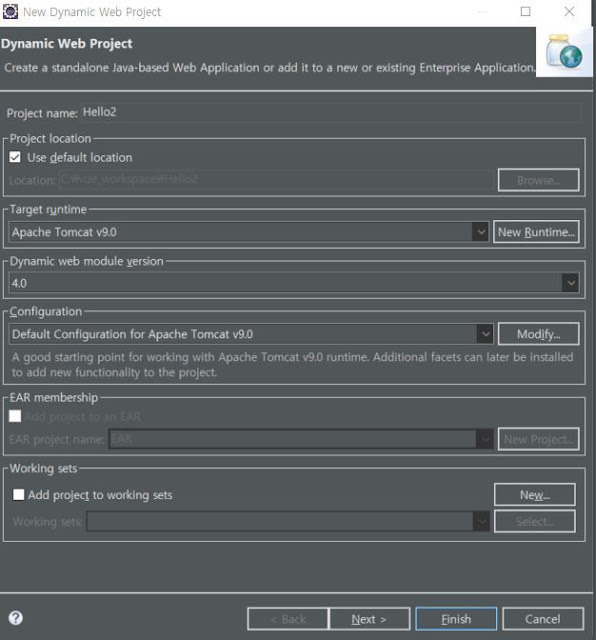 New Dynamic Web Project
Dynamic Web Project
Create a standalone Java-based Web Application or add it to a new or existing Enterprise Application.
Project name: Hello2
Project location
Use default location
Location: C:₩vue_workspace₩Hello2 Browse...
Target runtime
Apache Tomcat v9.0 New Runtime...
Dynamic web module version
4.0
Configuration
Default Configuration for Apache Tomcat v9.0 Modify...
A good starting point for working with Apache Tomcat v9.0 runtime. Additional facets can later be installed
to add new functionality to the project.
EAR membership
Add project to an EAR
EAR project name: EAR New Project...
Working sets
Add project to working sets New...
Working sets: Select...
? < Back Next > Finish Cancel